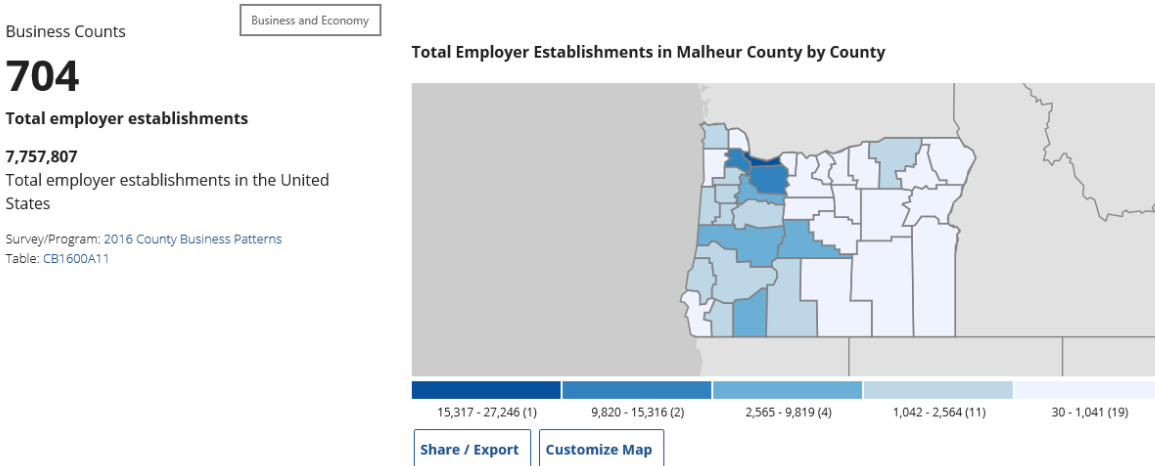 Business Counts
Business and Economy
704
Total employer establishments
7,757,807
Total employer establishments in the United
States
Survey/Program: 2016 County Business Patterns
Table: CB1600A11
Total Employer Establishments in Malheur County by County
15,317 - 27,246 (1)
9,820 - 15,316 (2)
2,565 - 9,819 (4)
1,042 - 2,564 (11)
30 - 1,041 (19)
Share / Export
Customize Map